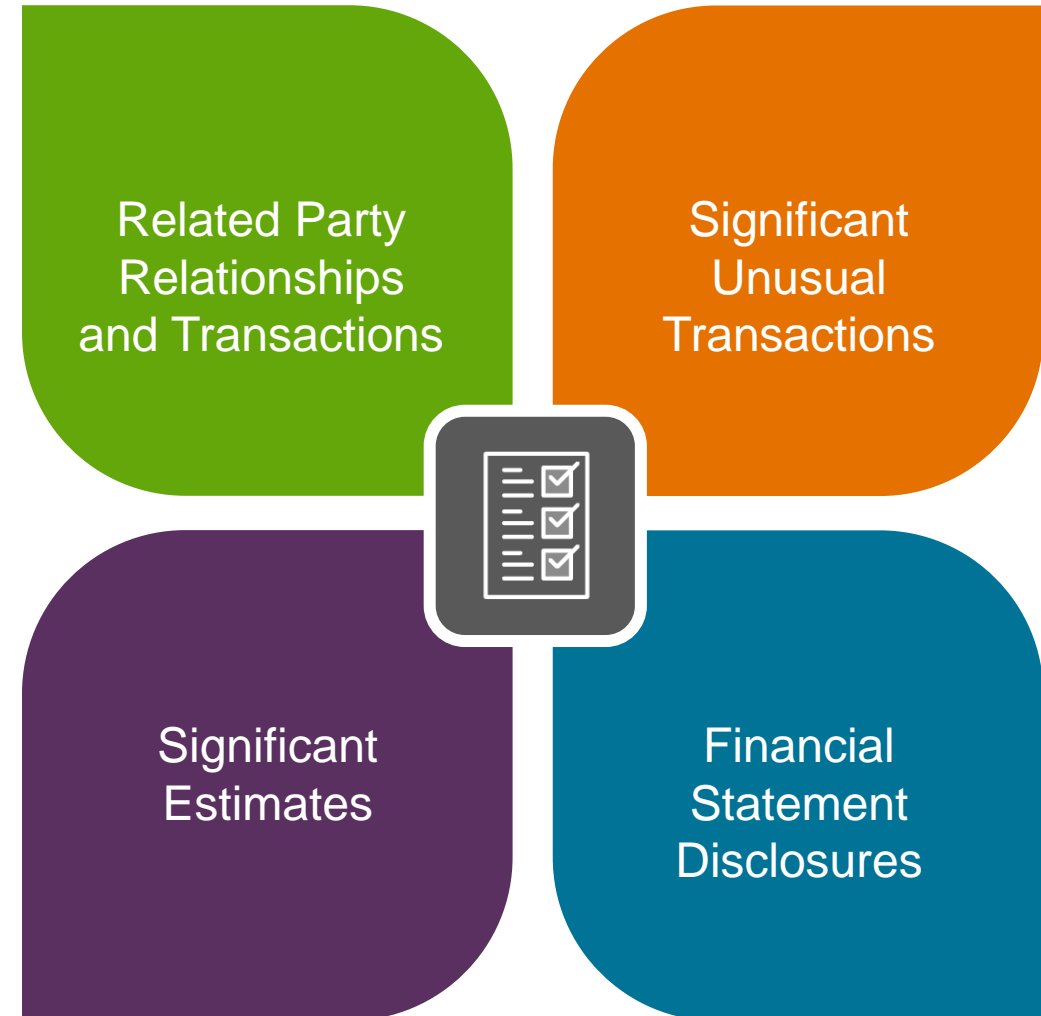 Related Party
Relationships
and Transactions
Significant
Unusual
Transactions
Significant
Estimates
Financial
Statement
Disclosures